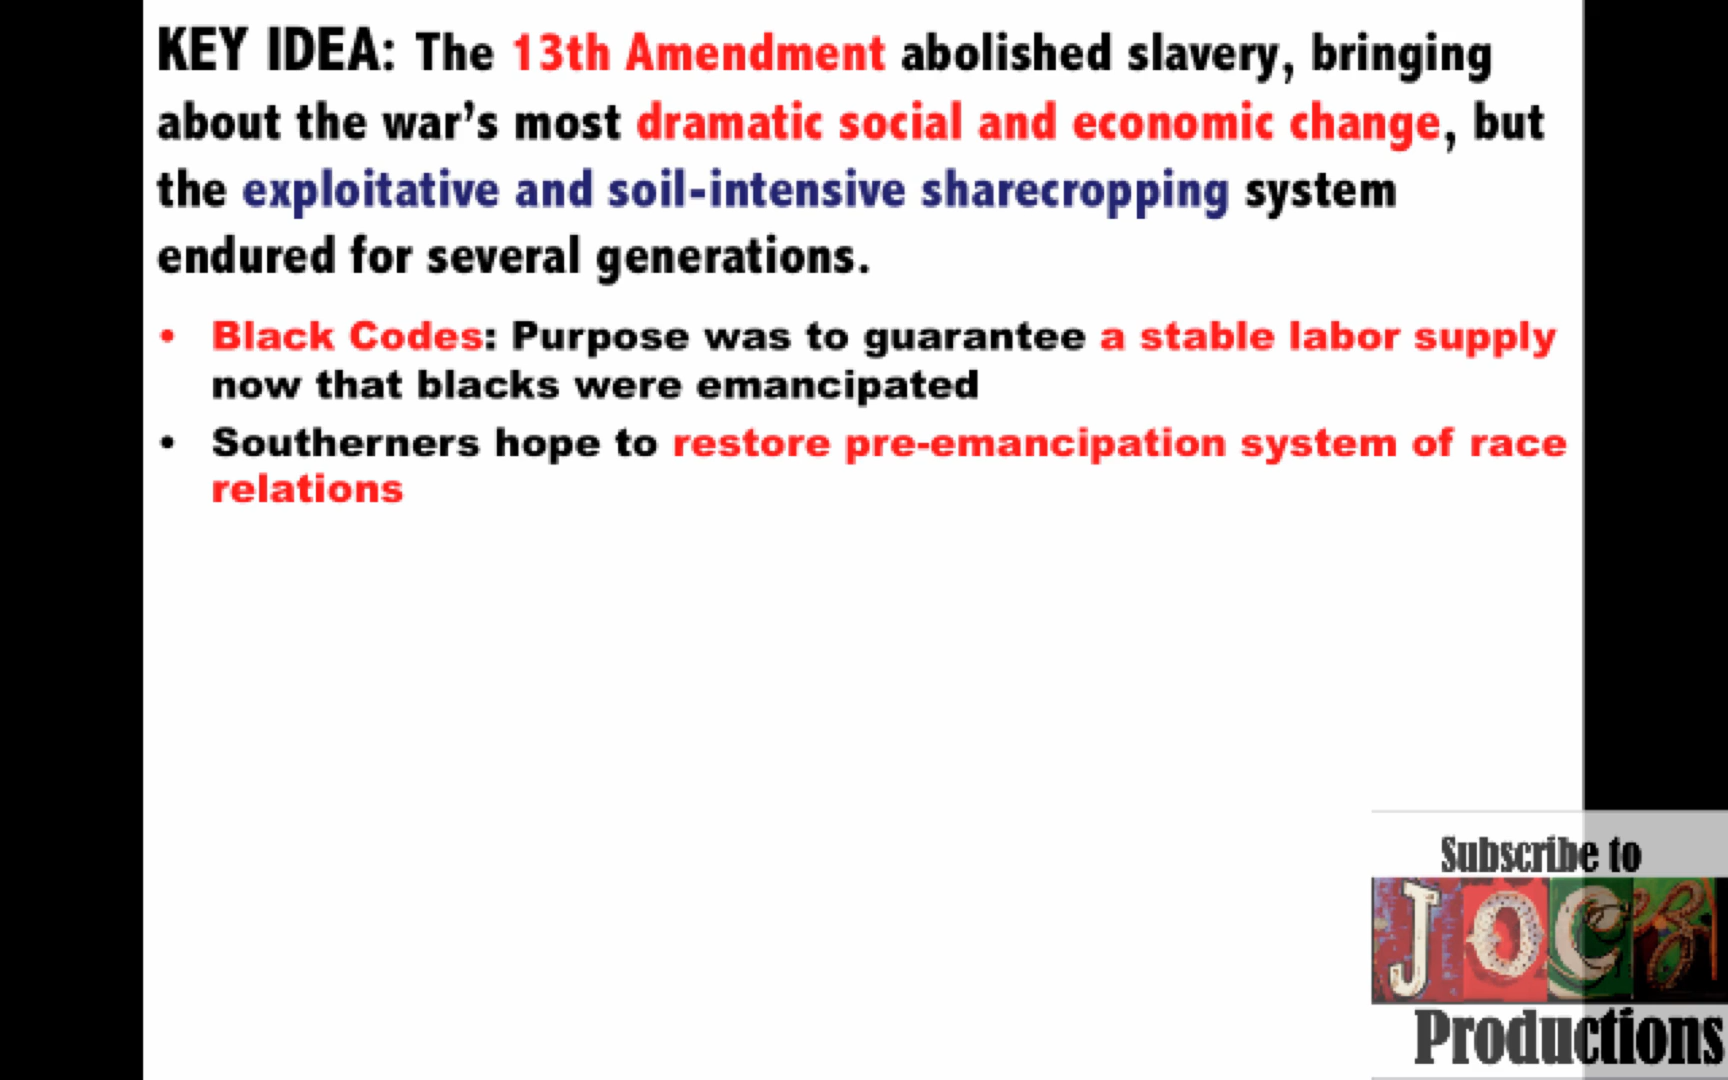 KEY IDEA: The 13th Amendment abolished slavery, bringing
about the war's most dramatic social and economic change, but
the exploitative and soil-intensive sharecropping system
endured for several generations.
• Black Codes: Purpose was to guarantee a stable labor supply
now that blacks were emancipated
• Southerners hope to restore pre-emancipation system of race
relations
Subscribe to
JOCZ
Productions